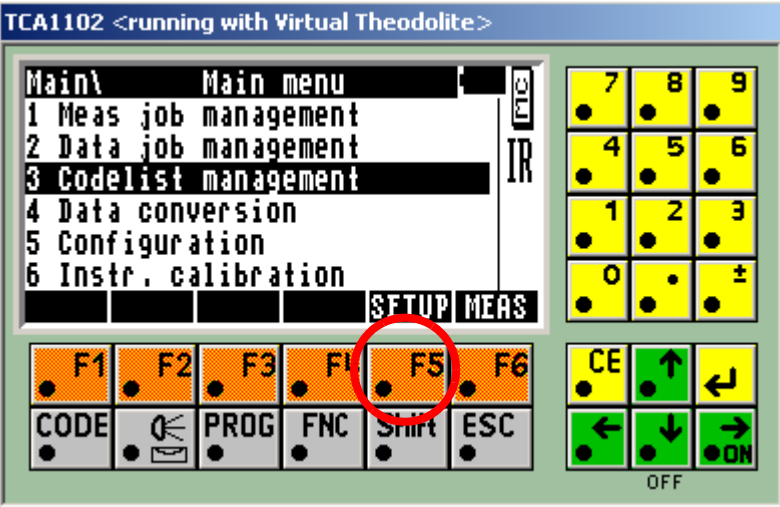 TCA1102 <running with Virtual Theodolite>
Main\ Main menu
1 Meas job management
2 Data job management
3 Codelist management
4 Data conversion
5 Configuration
6 Instr. calibration
IR
SETUP MEAS
7 8 9
4 5 6
1 2 3
0 . ±
F1 F2 F3 F4 F5 F6
CE
CODE PROG FNC Shift ESC
ON
OFF